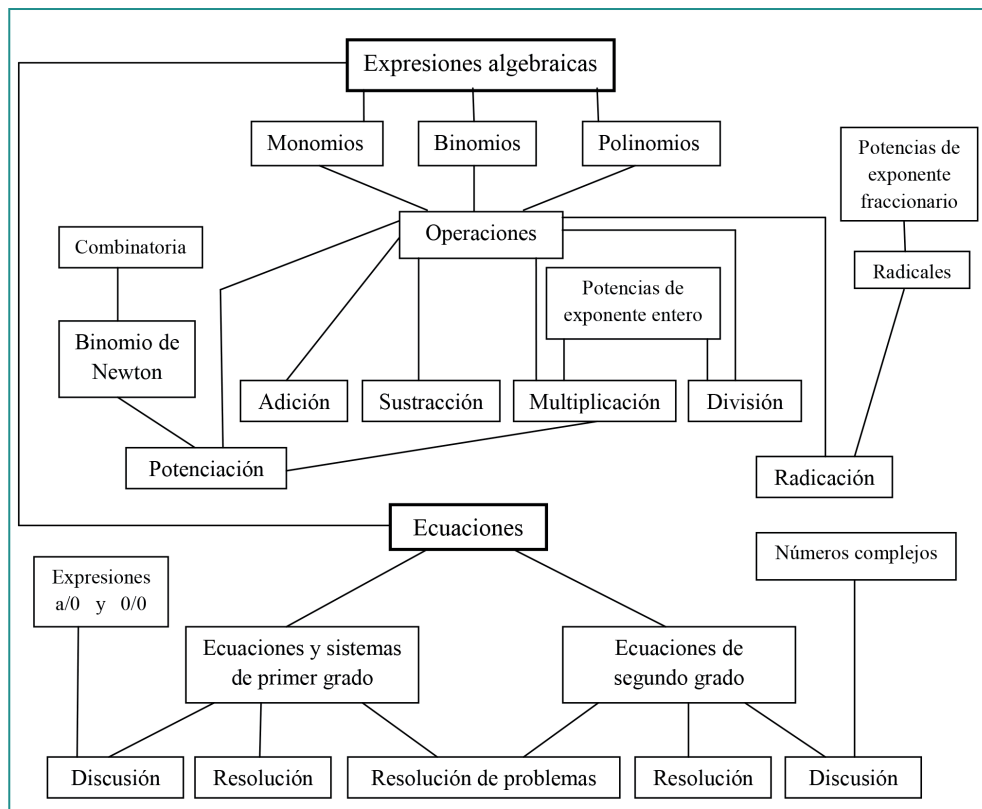 Expresiones algebraicas
Monomios
Binomios
Polinomios
Potencias de
exponente
fraccionario
Operaciones
Combinatoria
Radicales
Potencias de
exponente entero
Binomio de
Newton
Adición
Sustracción
Multiplicación
División
Potenciación
Radicación
Ecuaciones
Números complejos
Expresiones
a/0 y 0/0
Ecuaciones y sistemas
de primer grado
Ecuaciones de
segundo grado
Discusión
Resolución
Resolución de problemas
Resolución
Discusión